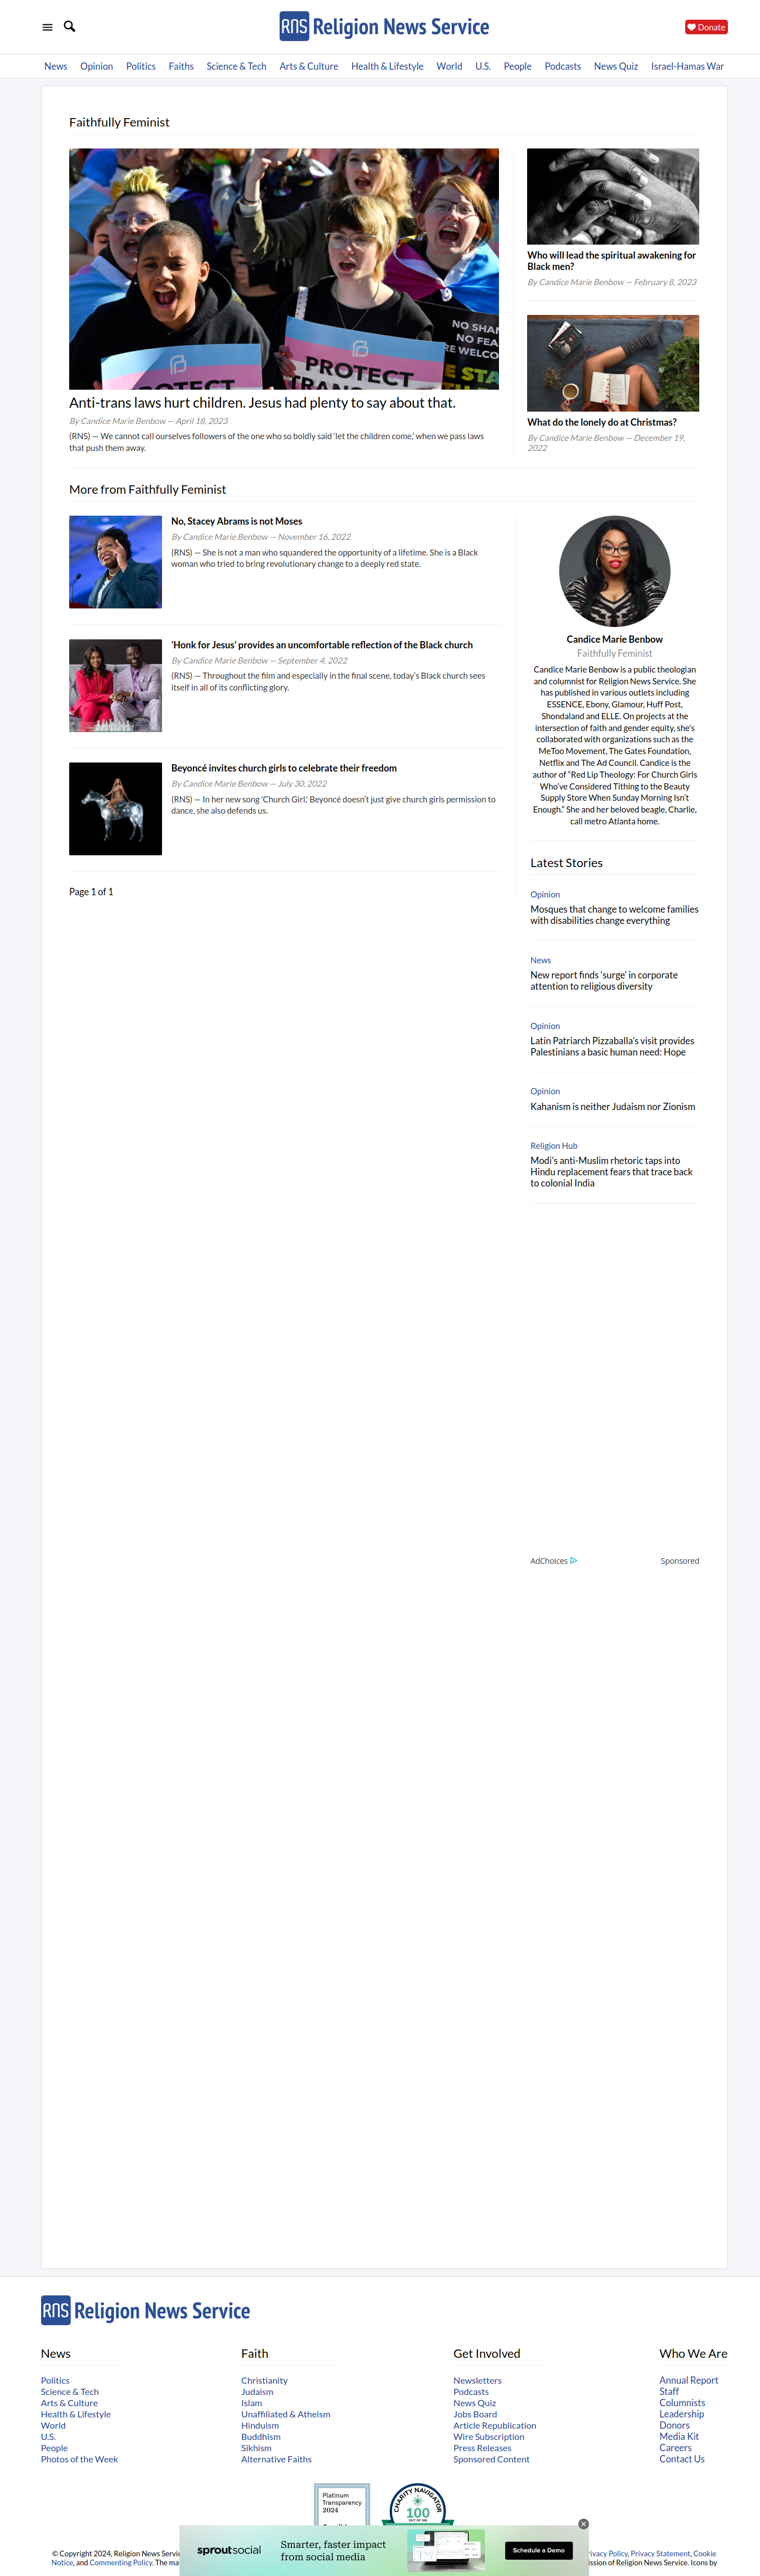 RNS Religion News Service
Donate
News Opinion Politics Faiths Science & Tech Arts & Culture Health & Lifestyle World U.S. People Podcasts News Quiz Israel-Hamas War
Faithfully Feminist
PROTECT
PROTECT
TRANS
NO SHAM
NO FEA
RE WELCO
E STA
Anti-trans laws hurt children. Jesus had plenty to say about that.
By Candice Marie Benbow — April 18, 2023
(RNS) — We cannot call ourselves followers of the one who so boldly said ‘let the children come,’ when we pass laws
that push them away.
Who will lead the spiritual awakening for
Black men?
By Candice Marie Benbow — February 8, 2023
What do the lonely do at Christmas?
By Candice Marie Benbow — December 19,
2022
More from Faithfully Feminist
No, Stacey Abrams is not Moses
By Candice Marie Benbow — November 16, 2022
(RNS) — She is not a man who squandered the opportunity of a lifetime. She is a Black
woman who tried to bring revolutionary change to a deeply red state.
‘Honk for Jesus’ provides an uncomfortable reflection of the Black church
By Candice Marie Benbow — September 4, 2022
(RNS) — Throughout the film and especially in the final scene, today’s Black church sees
itself in all of its conflicting glory.
Beyoncé invites church girls to celebrate their freedom
By Candice Marie Benbow — July 30, 2022
(RNS) — In her new song ‘Church Girl,’ Beyoncé doesn’t just give church girls permission to
dance, she also defends us.
Page 1 of 1
Candice Marie Benbow
Faithfully Feminist
Candice Marie Benbow is a public theologian
and columnist for Religion News Service. She
has published in various outlets including
ESSENCE, Ebony, Glamour, Huff Post,
Shondaland and ELLE. On projects at the
intersection of faith and gender equity, she's
collaborated with organizations such as the
MeToo Movement, The Gates Foundation,
Netflix and The Ad Council. Candice is the
author of “Red Lip Theology: For Church Girls
Who’ve Considered Tithing to the Beauty
Supply Store When Sunday Morning Isn’t
Enough.” She and her beloved beagle, Charlie,
call metro Atlanta home.
Latest Stories
Opinion
Mosques that change to welcome families
with disabilities change everything
News
New report finds ‘surge’ in corporate
attention to religious diversity
Opinion
Latin Patriarch Pizzaballa’s visit provides
Palestinians a basic human need: Hope
Opinion
Kahanism is neither Judaism nor Zionism
Religion Hub
Modi’s anti-Muslim rhetoric taps into
Hindu replacement fears that trace back
to colonial India
AdChoices Sponsored
RNS Religion News Service
News
Politics
Science & Tech
Arts & Culture
Health & Lifestyle
World
U.S.
People
Photos of the Week
Faith
Christianity
Judaism
Islam
Unaffiliated & Atheism
Hinduism
Buddhism
Sikhism
Alternative Faiths
Get Involved
Newsletters
Podcasts
News Quiz
Jobs Board
Article Republication
Wire Subscription
Press Releases
Sponsored Content
Who We Are
Annual Report
Staff
Columnists
Leadership
Donors
Media Kit
Careers
Contact Us
Platinum
Transparency
2024
CHARITY NAVIGATOR
100
OUT OF 100
sproutsocial
Smarter, faster impact
from social media
Schedule a Demo
© Copyright 2024, Religion News Servic
Privacy Policy, Privacy Statement, Cookie
Notice, and Commenting Policy. The ma
ission of Religion News Service. Icons by